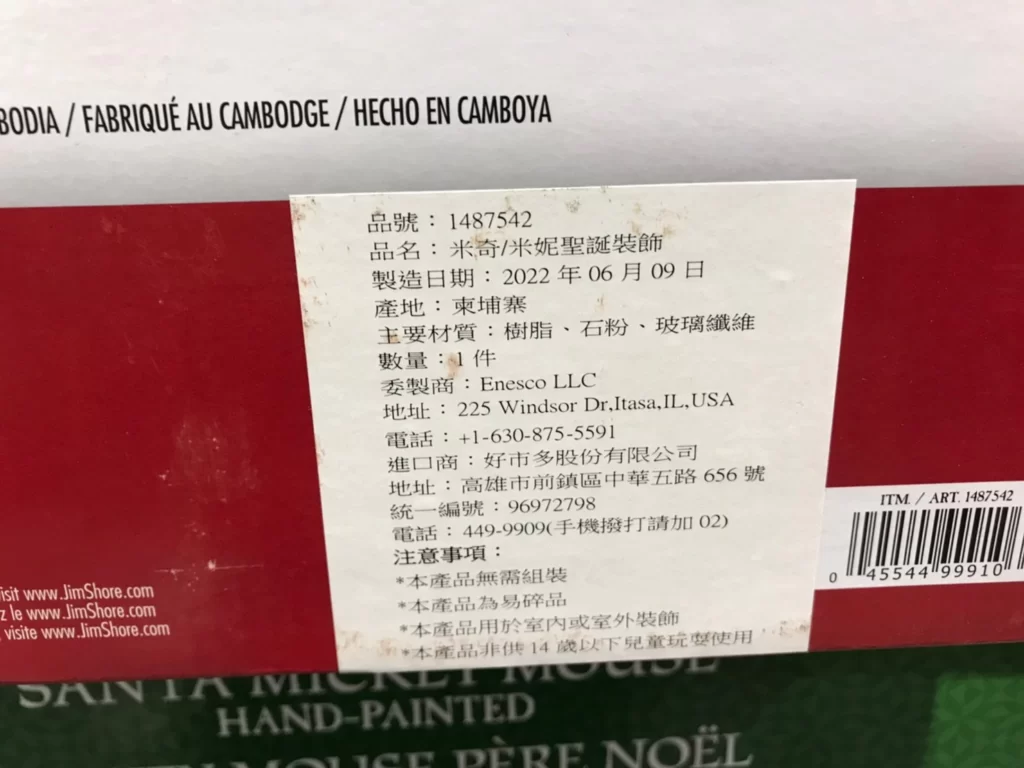 BODIA / FABRIQUÉ AU CAMBODGE / HECHO EN CAMBOYA
品號：1487542
品名：米奇/米妮聖誕裝飾
製造日期：2022 年 06 月 09 日
產地：柬埔寨
主要材質：樹脂、石粉、玻璃纖維
數量：1 件
委製商：Enesco LLC
地址：225 Windsor Dr,Itasa,IL,USA
電話：+1-630-875-5591
進口商：好市多股份有限公司
地址：高雄市前鎮區中華五路 656 號
統一編號：96972798
電話：449-9909(手機撥打請加 02)
注意事項：
*本產品無需組裝
*本產品為易碎品
*本產品用於室內或室外裝飾
*本產品非供 14 歲以下兒童玩耍使用
ITM. / ART. 1487542
0 45544 99910
isit www.JimShore.com
z le www.JimShore.com
visite www.JimShore.com
SANTA MICKEY MOUSE
HAND-PAINTED
MOUSE PÈRE NOËL